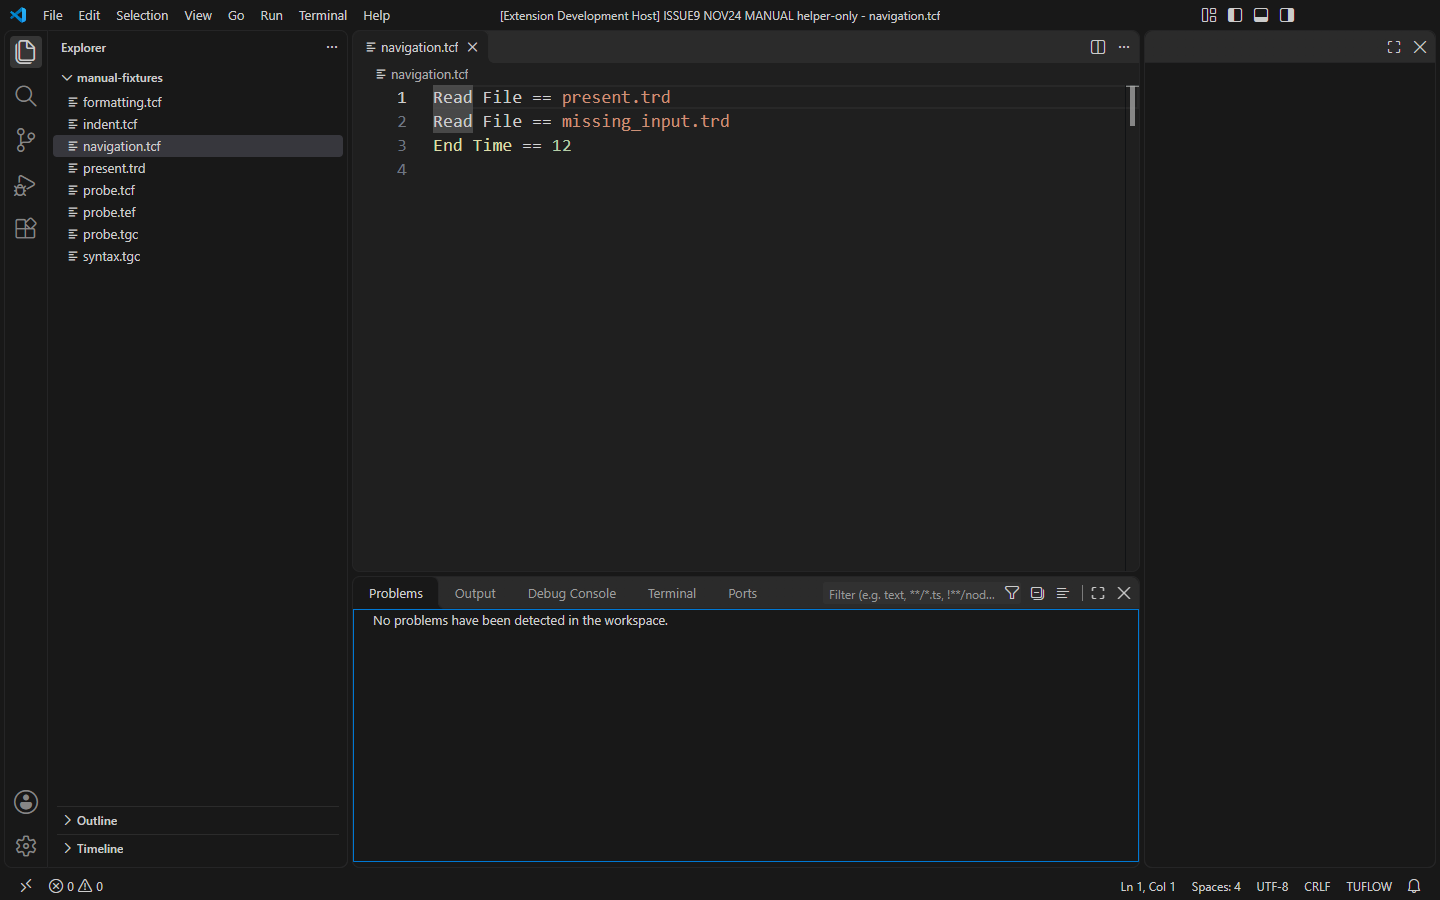 File Edit Selection View Go Run Terminal Help
[Extension Development Host] ISSUE9 NOV24 MANUAL helper-only - navigation.tcf
Explorer
manual-fixtures
formatting.tcf
indent.tcf
navigation.tcf
present.trd
probe.tcf
probe.tef
probe.tgc
syntax.tgc
Outline
Timeline
navigation.tcf
navigation.tcf
1 Read File == present.trd
2 Read File == missing_input.trd
3 End Time == 12
4
Problems Output Debug Console Terminal Ports
Filter (e.g. text, **/*.ts, !**/nod...
No problems have been detected in the workspace.
0 0
Ln 1, Col 1 Spaces: 4 UTF-8 CRLF TUFLOW